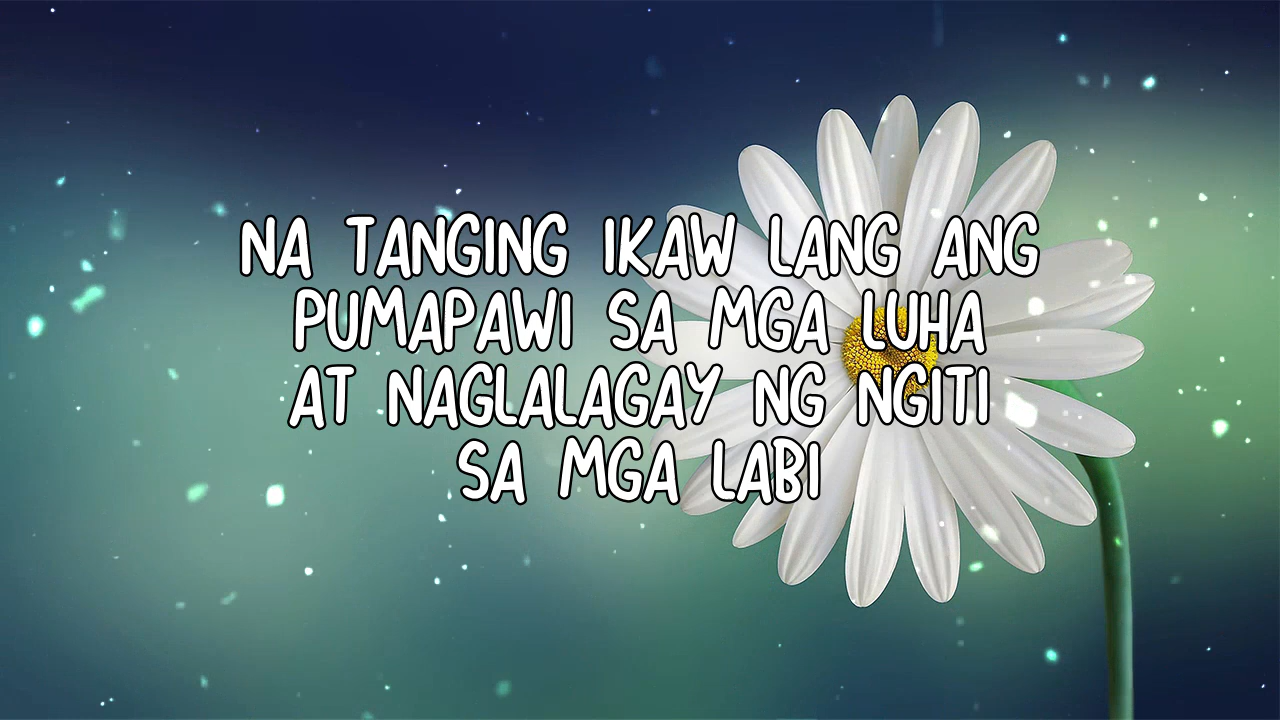 NA TANGING IKAW LANG ANG
PUMAPAWI SA MGA LUHA
AT NAGLALAGAY NG NGITI
SA MGA LABI